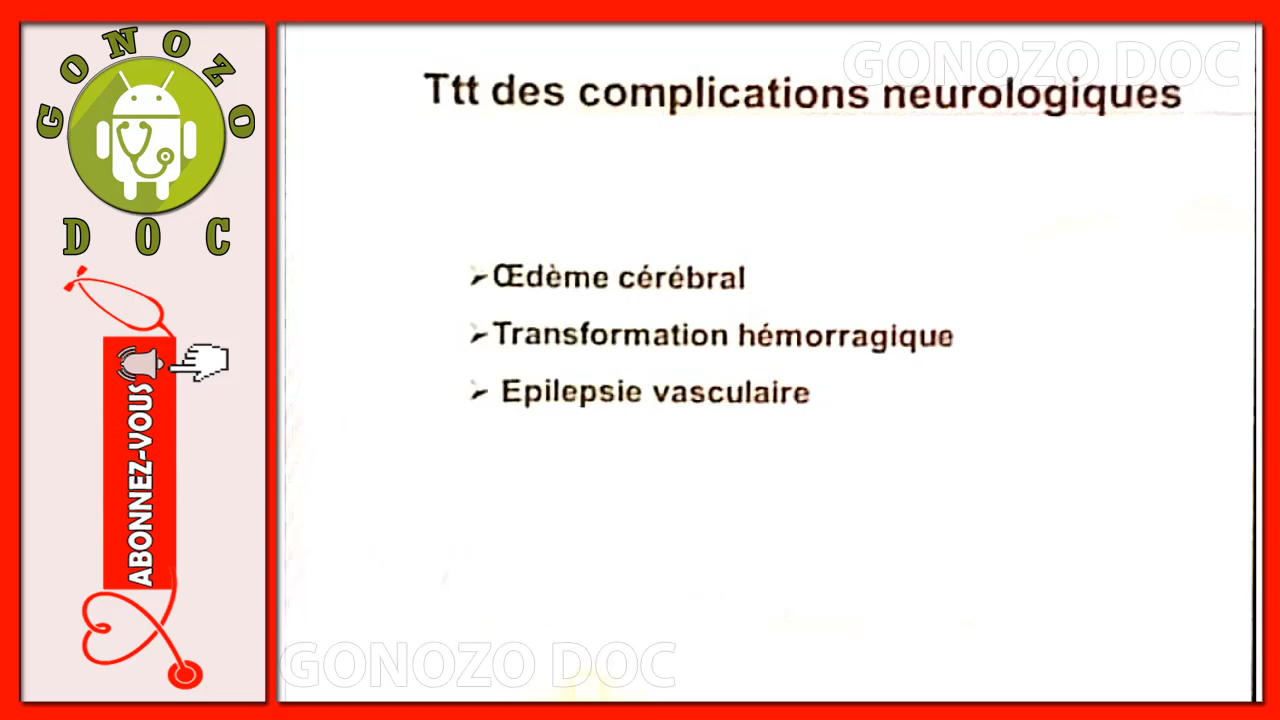 GONOZO
DOC
ABONNEZ-VOUS
GONOZO DOC
Ttt des complications neurologiques
➢Œdème cérébral
➢Transformation hémorragique
➢ Epilepsie vasculaire
GONOZO DOC